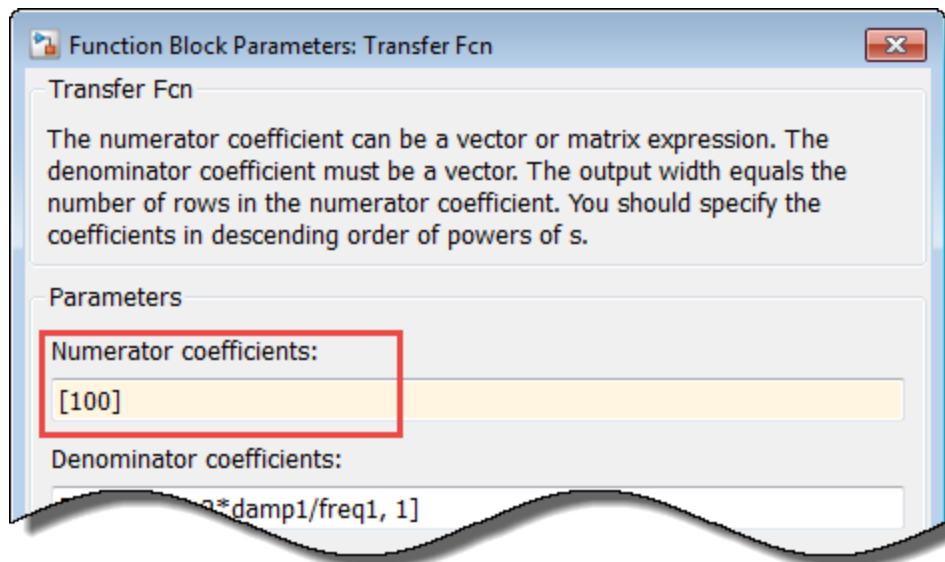 Function Block Parameters: Transfer Fcn
Transfer Fcn
The numerator coefficient can be a vector or matrix expression. The
denominator coefficient must be a vector. The output width equals the
number of rows in the numerator coefficient. You should specify the
coefficients in descending order of powers of s.
Parameters
Numerator coefficients:
[100]
Denominator coefficients:
*damp1/freq1, 1]